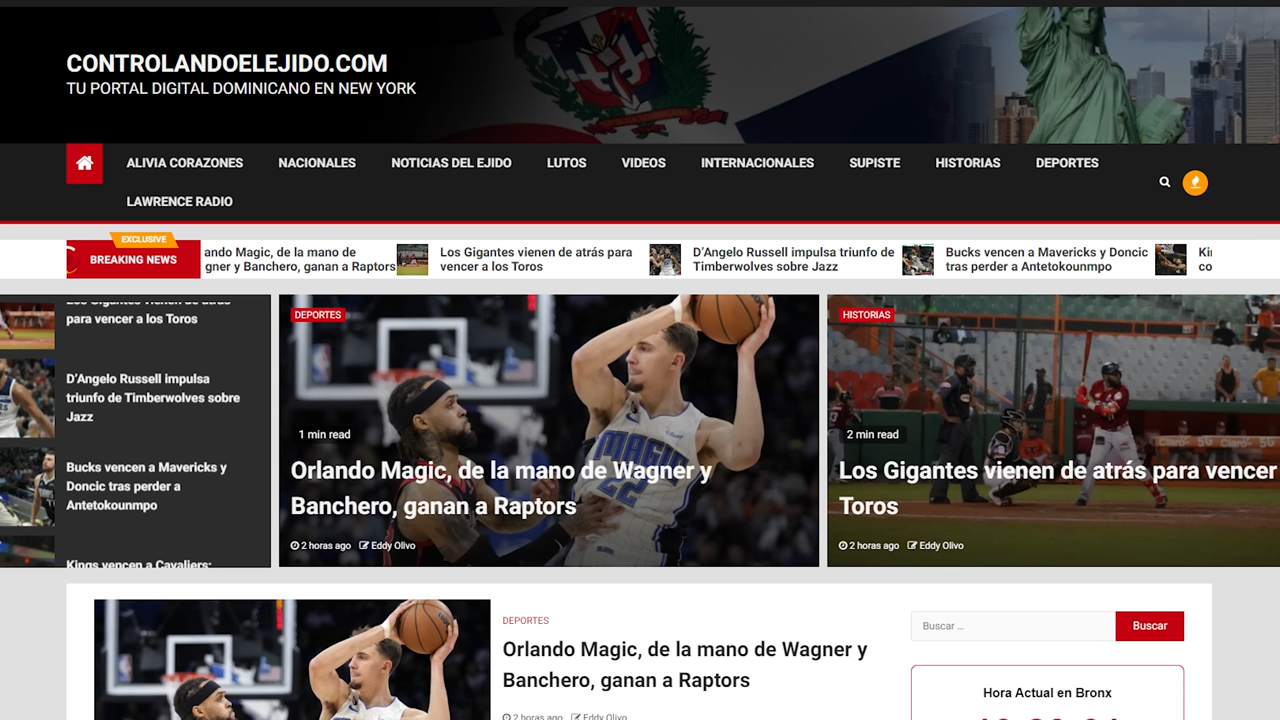 CONTROLANDOELEJIDO.COM
TU PORTAL DIGITAL DOMINICANO EN NEW YORK
ALIVIA CORAZONES
NACIONALES
NOTICIAS DEL EJIDO
LUTOS
VIDEOS
INTERNACIONALES
SUPISTE
HISTORIAS
DEPORTES
LAWRENCE RADIO
EXCLUSIVE
BREAKING NEWS
ando Magic, de la mano de
gner y Banchero, ganan a Raptors
Los Gigantes vienen de atrás para
vencer a los Toros
D’Angelo Russell impulsa triunfo de
Timberwolves sobre Jazz
Bucks vencen a Mavericks y Doncic
tras perder a Antetokounmpo
Los Gigantes vienen de atrás
para vencer a los Toros
D’Angelo Russell impulsa
triunfo de Timberwolves sobre
Jazz
Bucks vencen a Mavericks y
Doncic tras perder a
Antetokounmpo
Kings vencen a Cavaliers:
DEPORTES
MAGIC
22
1 min read
Orlando Magic, de la mano de Wagner y
Banchero, ganan a Raptors
2 horas ago Eddy Olivo
HISTORIAS
2 min read
Los Gigantes vienen de atrás para vencer
Toros
2 horas ago Eddy Olivo
DEPORTES
Orlando Magic, de la mano de Wagner y
Banchero, ganan a Raptors
2 horas ago Eddy Olivo
Buscar ...
Buscar
Hora Actual en Bronx